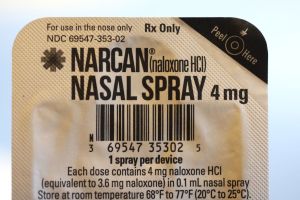 For use in the nose only Rx Only
NDC 69547-353-02
Peel Here
NARCAN® (naloxone HCl)
NASAL SPRAY 4 mg
N
3 69547 35302 5
1 spray per device
Each dose contains 4 mg naloxone HCl
(equivalent to 3.6 mg naloxone) in 0.1 mL nasal spray
Store at room temperature 68°F to 77°F (20°C to 25°C).